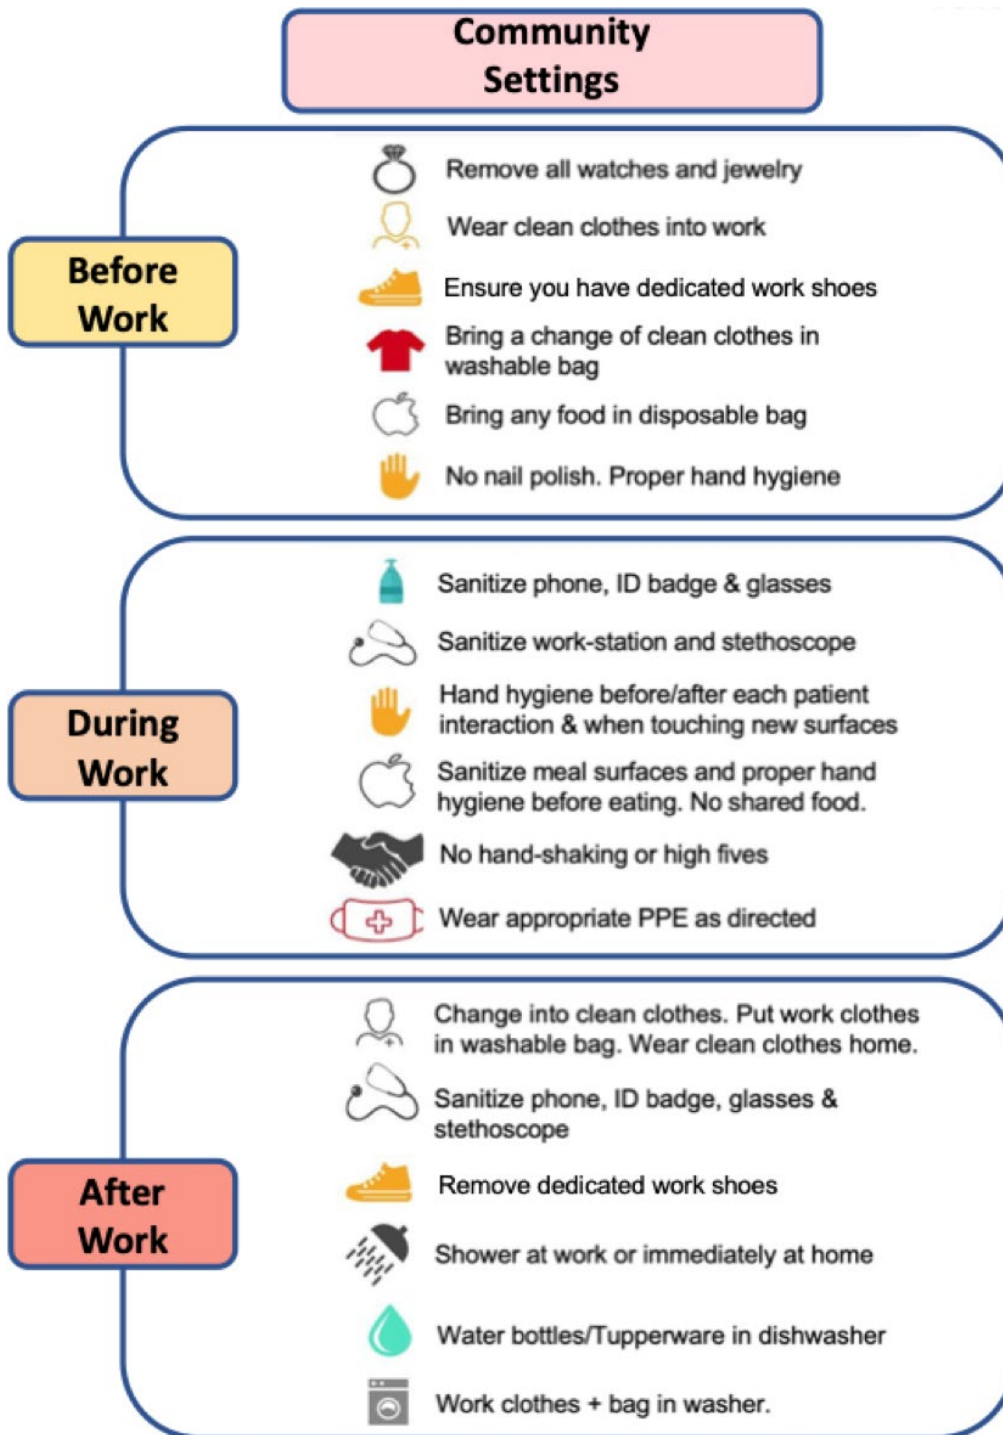 Community
Settings
Before
Work
Remove all watches and jewelry
Wear clean clothes into work
Ensure you have dedicated work shoes
Bring a change of clean clothes in
washable bag
Bring any food in disposable bag
No nail polish. Proper hand hygiene
During
Work
Sanitize phone, ID badge & glasses
Sanitize work-station and stethoscope
Hand hygiene before/after each patient
interaction & when touching new surfaces
Sanitize meal surfaces and proper hand
hygiene before eating. No shared food.
No hand-shaking or high fives
Wear appropriate PPE as directed
After
Work
Change into clean clothes. Put work clothes
in washable bag. Wear clean clothes home.
Sanitize phone, ID badge, glasses &
stethoscope
Remove dedicated work shoes
Shower at work or immediately at home
Water bottles/Tupperware in dishwasher
Work clothes + bag in washer.